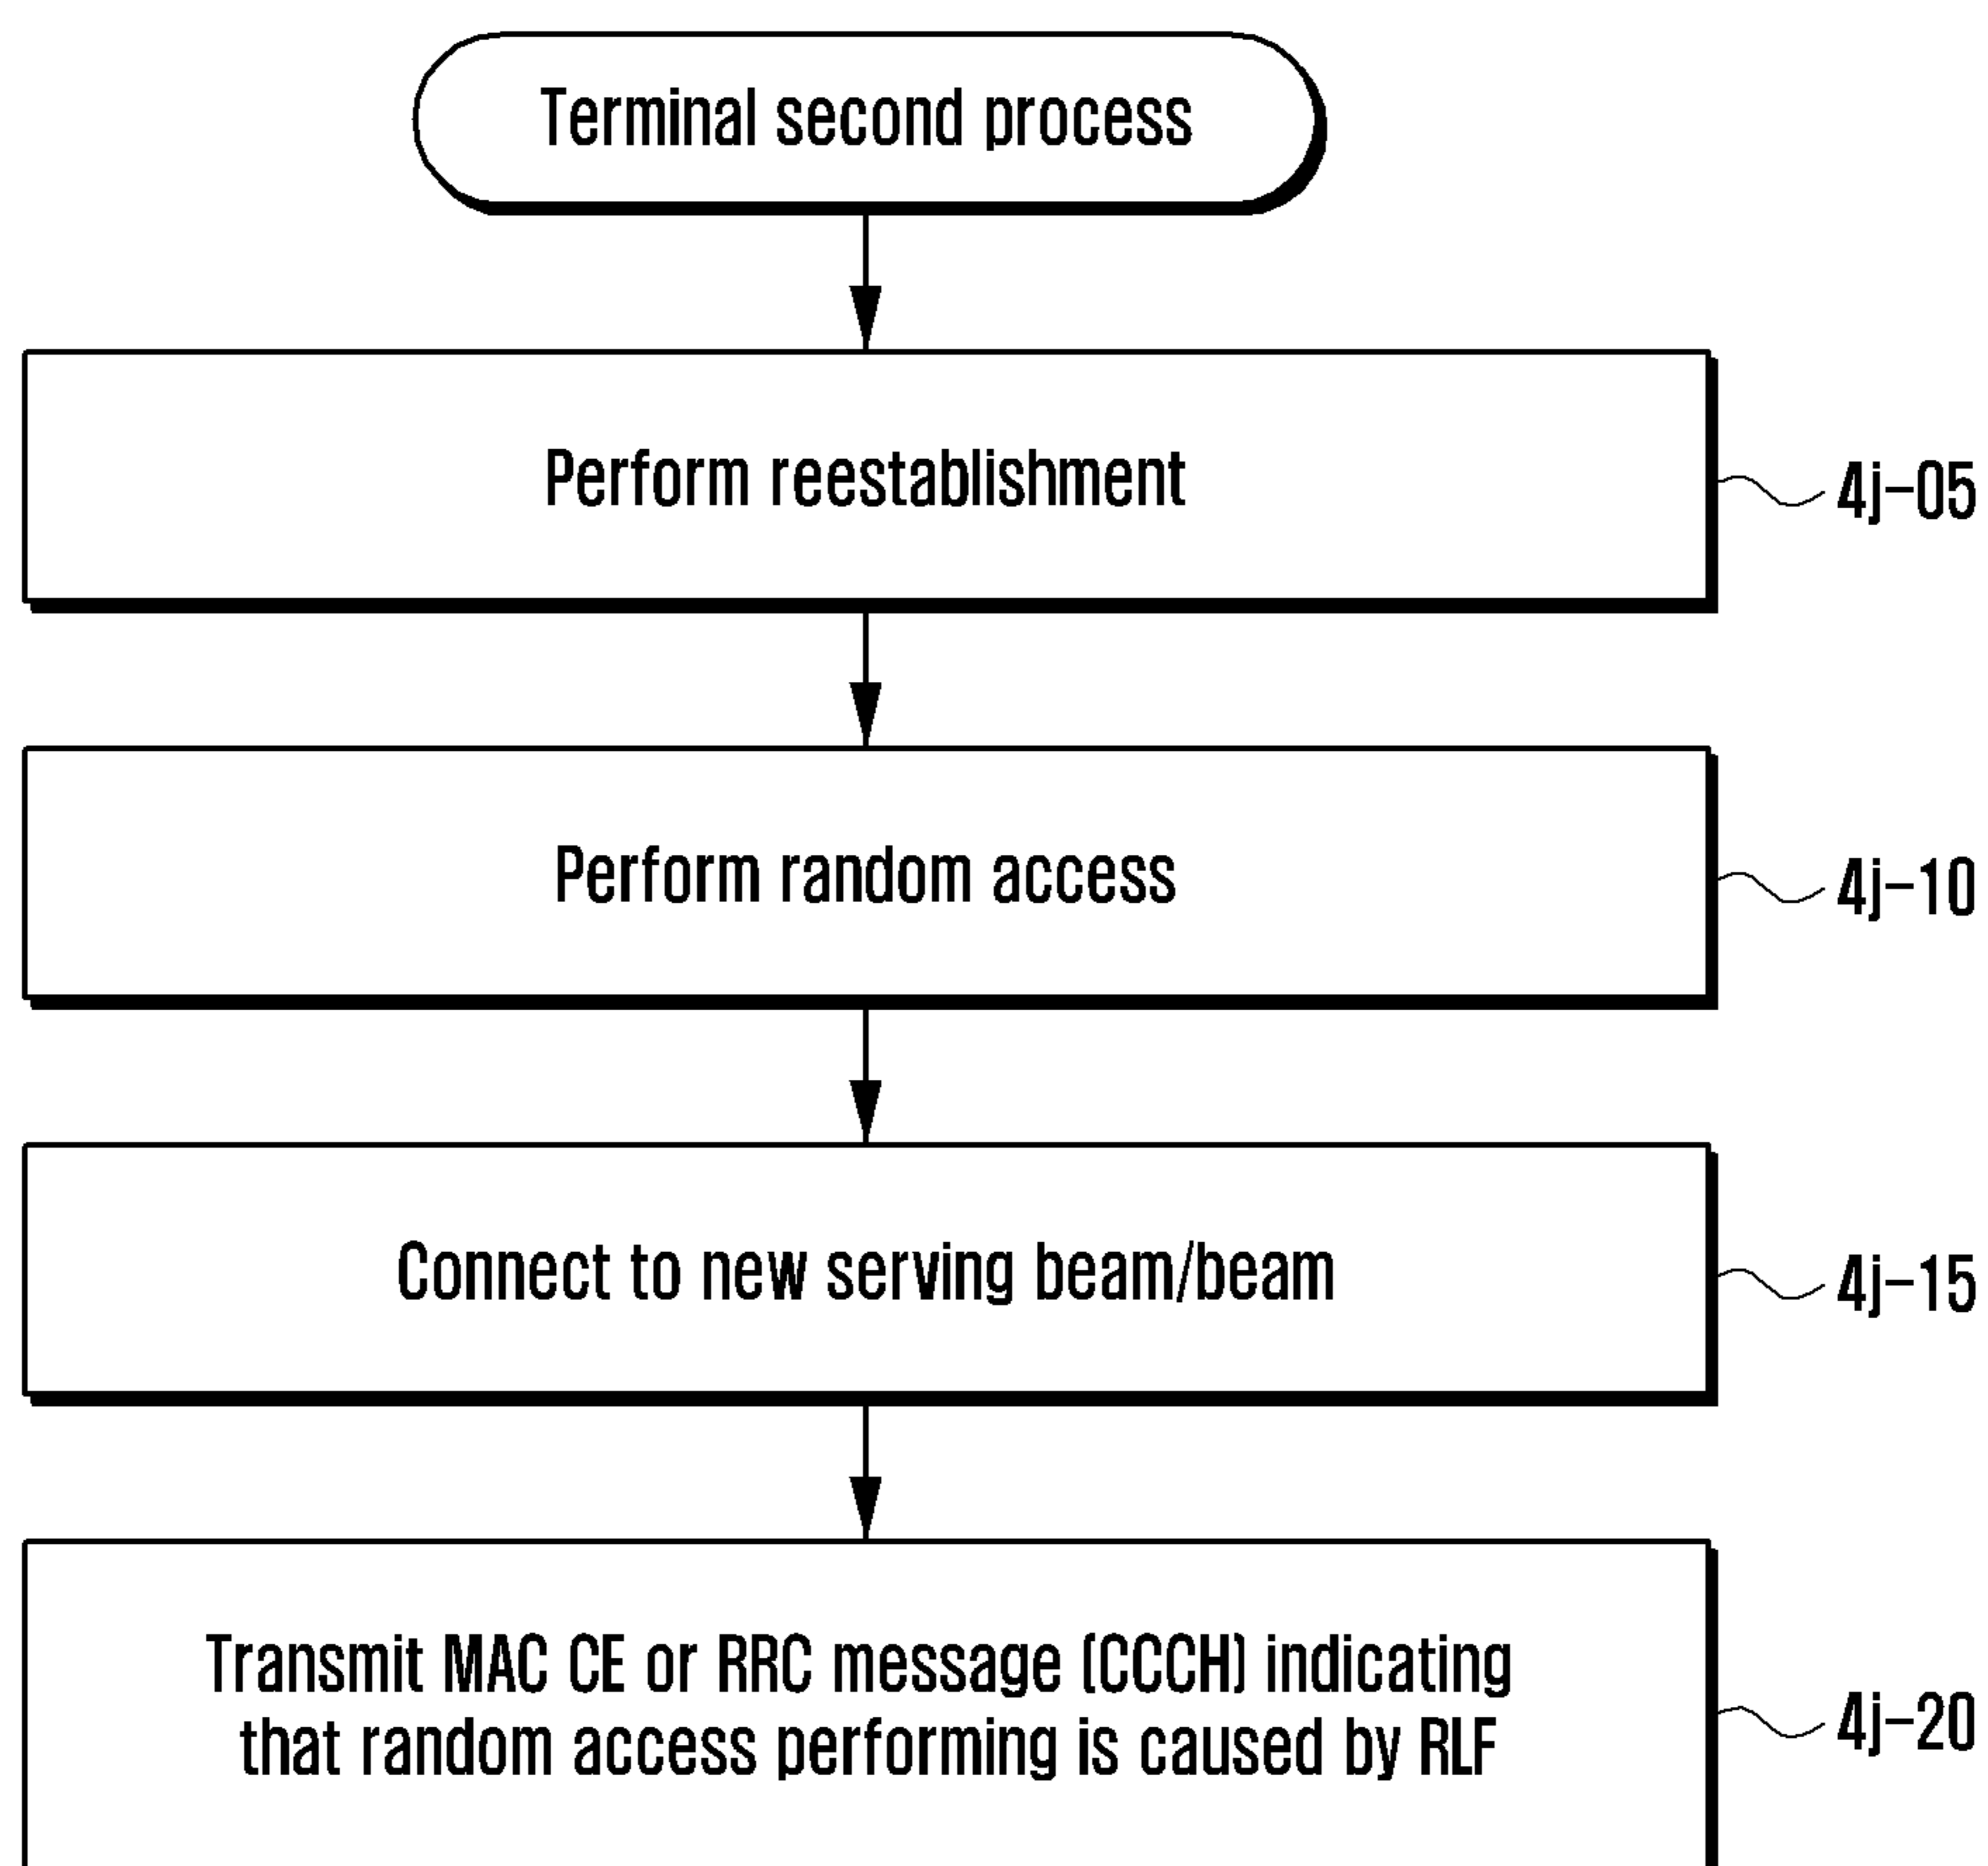 Terminal second process
Perform reestablishment
4j-05
Perform random access
4j-10
Connect to new serving beam/beam
4j-15
Transmit MAC CE or RRC message (CCCH) indicating
that random access performing is caused by RLF
4j-20